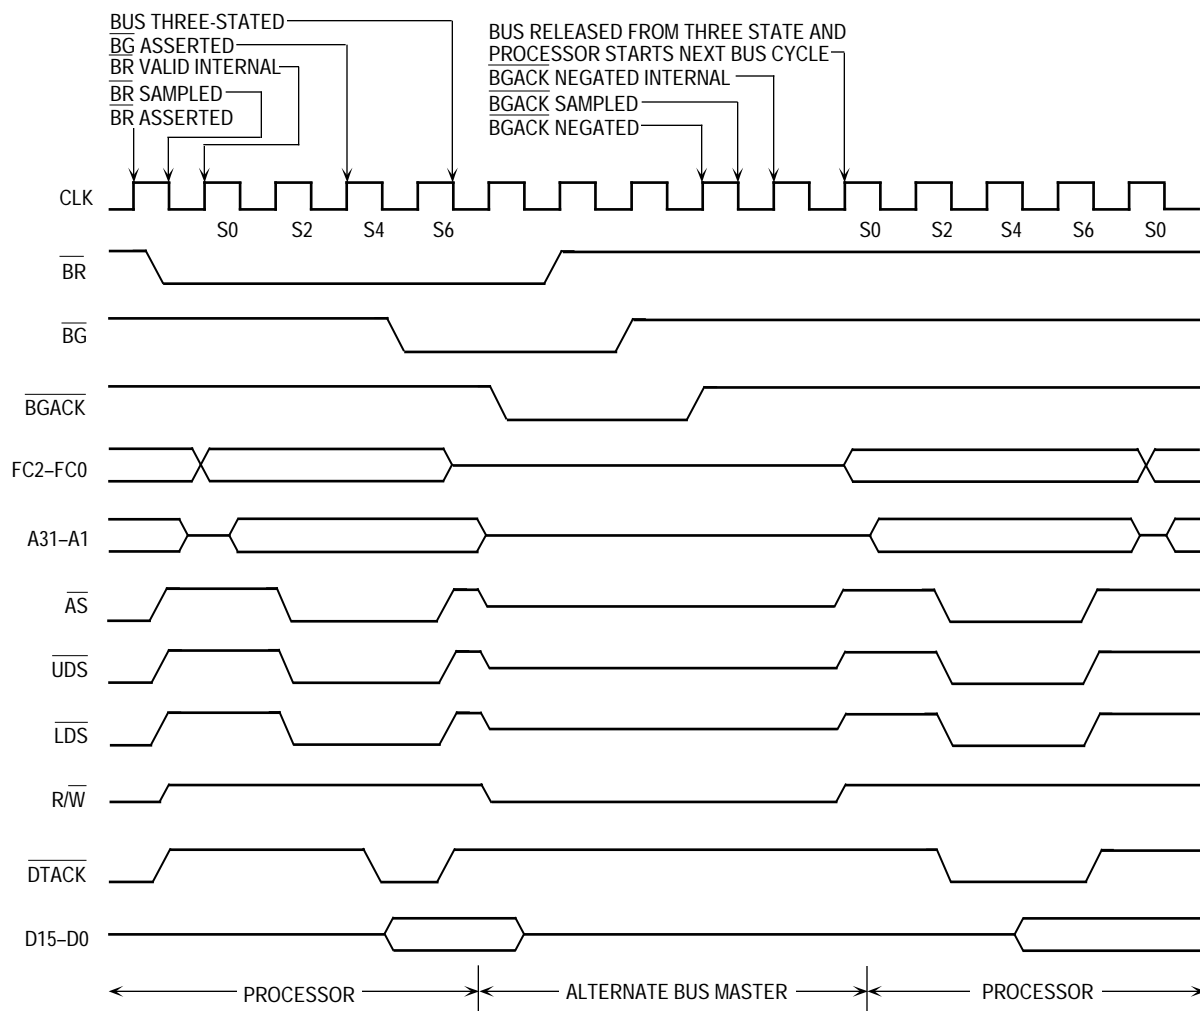 BUS THREE-STATED
BG ASSERTED
BR VALID INTERNAL
BR SAMPLED
BR ASSERTED
BUS RELEASED FROM THREE STATE AND
PROCESSOR STARTS NEXT BUS CYCLE
BGACK NEGATED INTERNAL
BGACK SAMPLED
BGACK NEGATED
CLK
S0 S2 S4 S6 S0 S2 S4 S6 S0
BR
BG
BGACK
FC2–FC0
A31–A1
AS
UDS
LDS
R/W
DTACK
D15–D0
PROCESSOR ALTERNATE BUS MASTER PROCESSOR